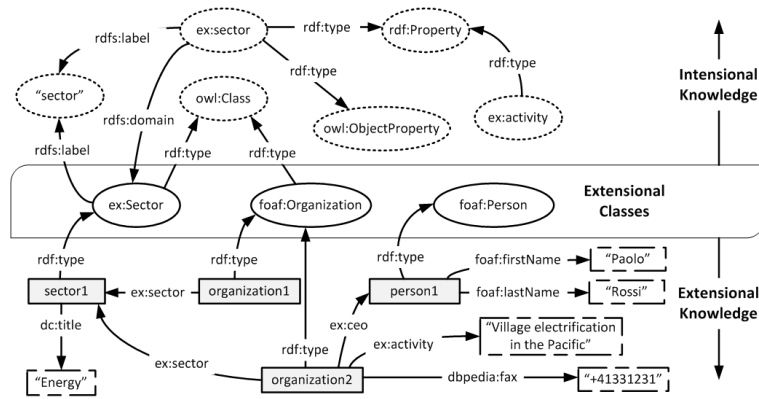 ex:sector
rdf:type
rdf:Property
rdfs:label
rdf:type
rdf:type
"sector"
owl:Class
Intensional
Knowledge
rdfs:domain
owl:ObjectProperty
ex:activity
rdfs:label
rdf:type
rdf:type
ex:Sector
foaf:Organization
foaf:Person
Extensional
Classes
rdf:type
rdf:type
rdf:type
foaf:firstName
"Paolo"
sector1
ex:sector
organization1
person1
foaf:lastName
"Rossi"
Extensional
Knowledge
dc:title
ex:ceo
ex:activity
"Village electrification
in the Pacific"
ex:sector
rdf:type
"Energy"
organization2
dbpedia:fax
"+41331231"